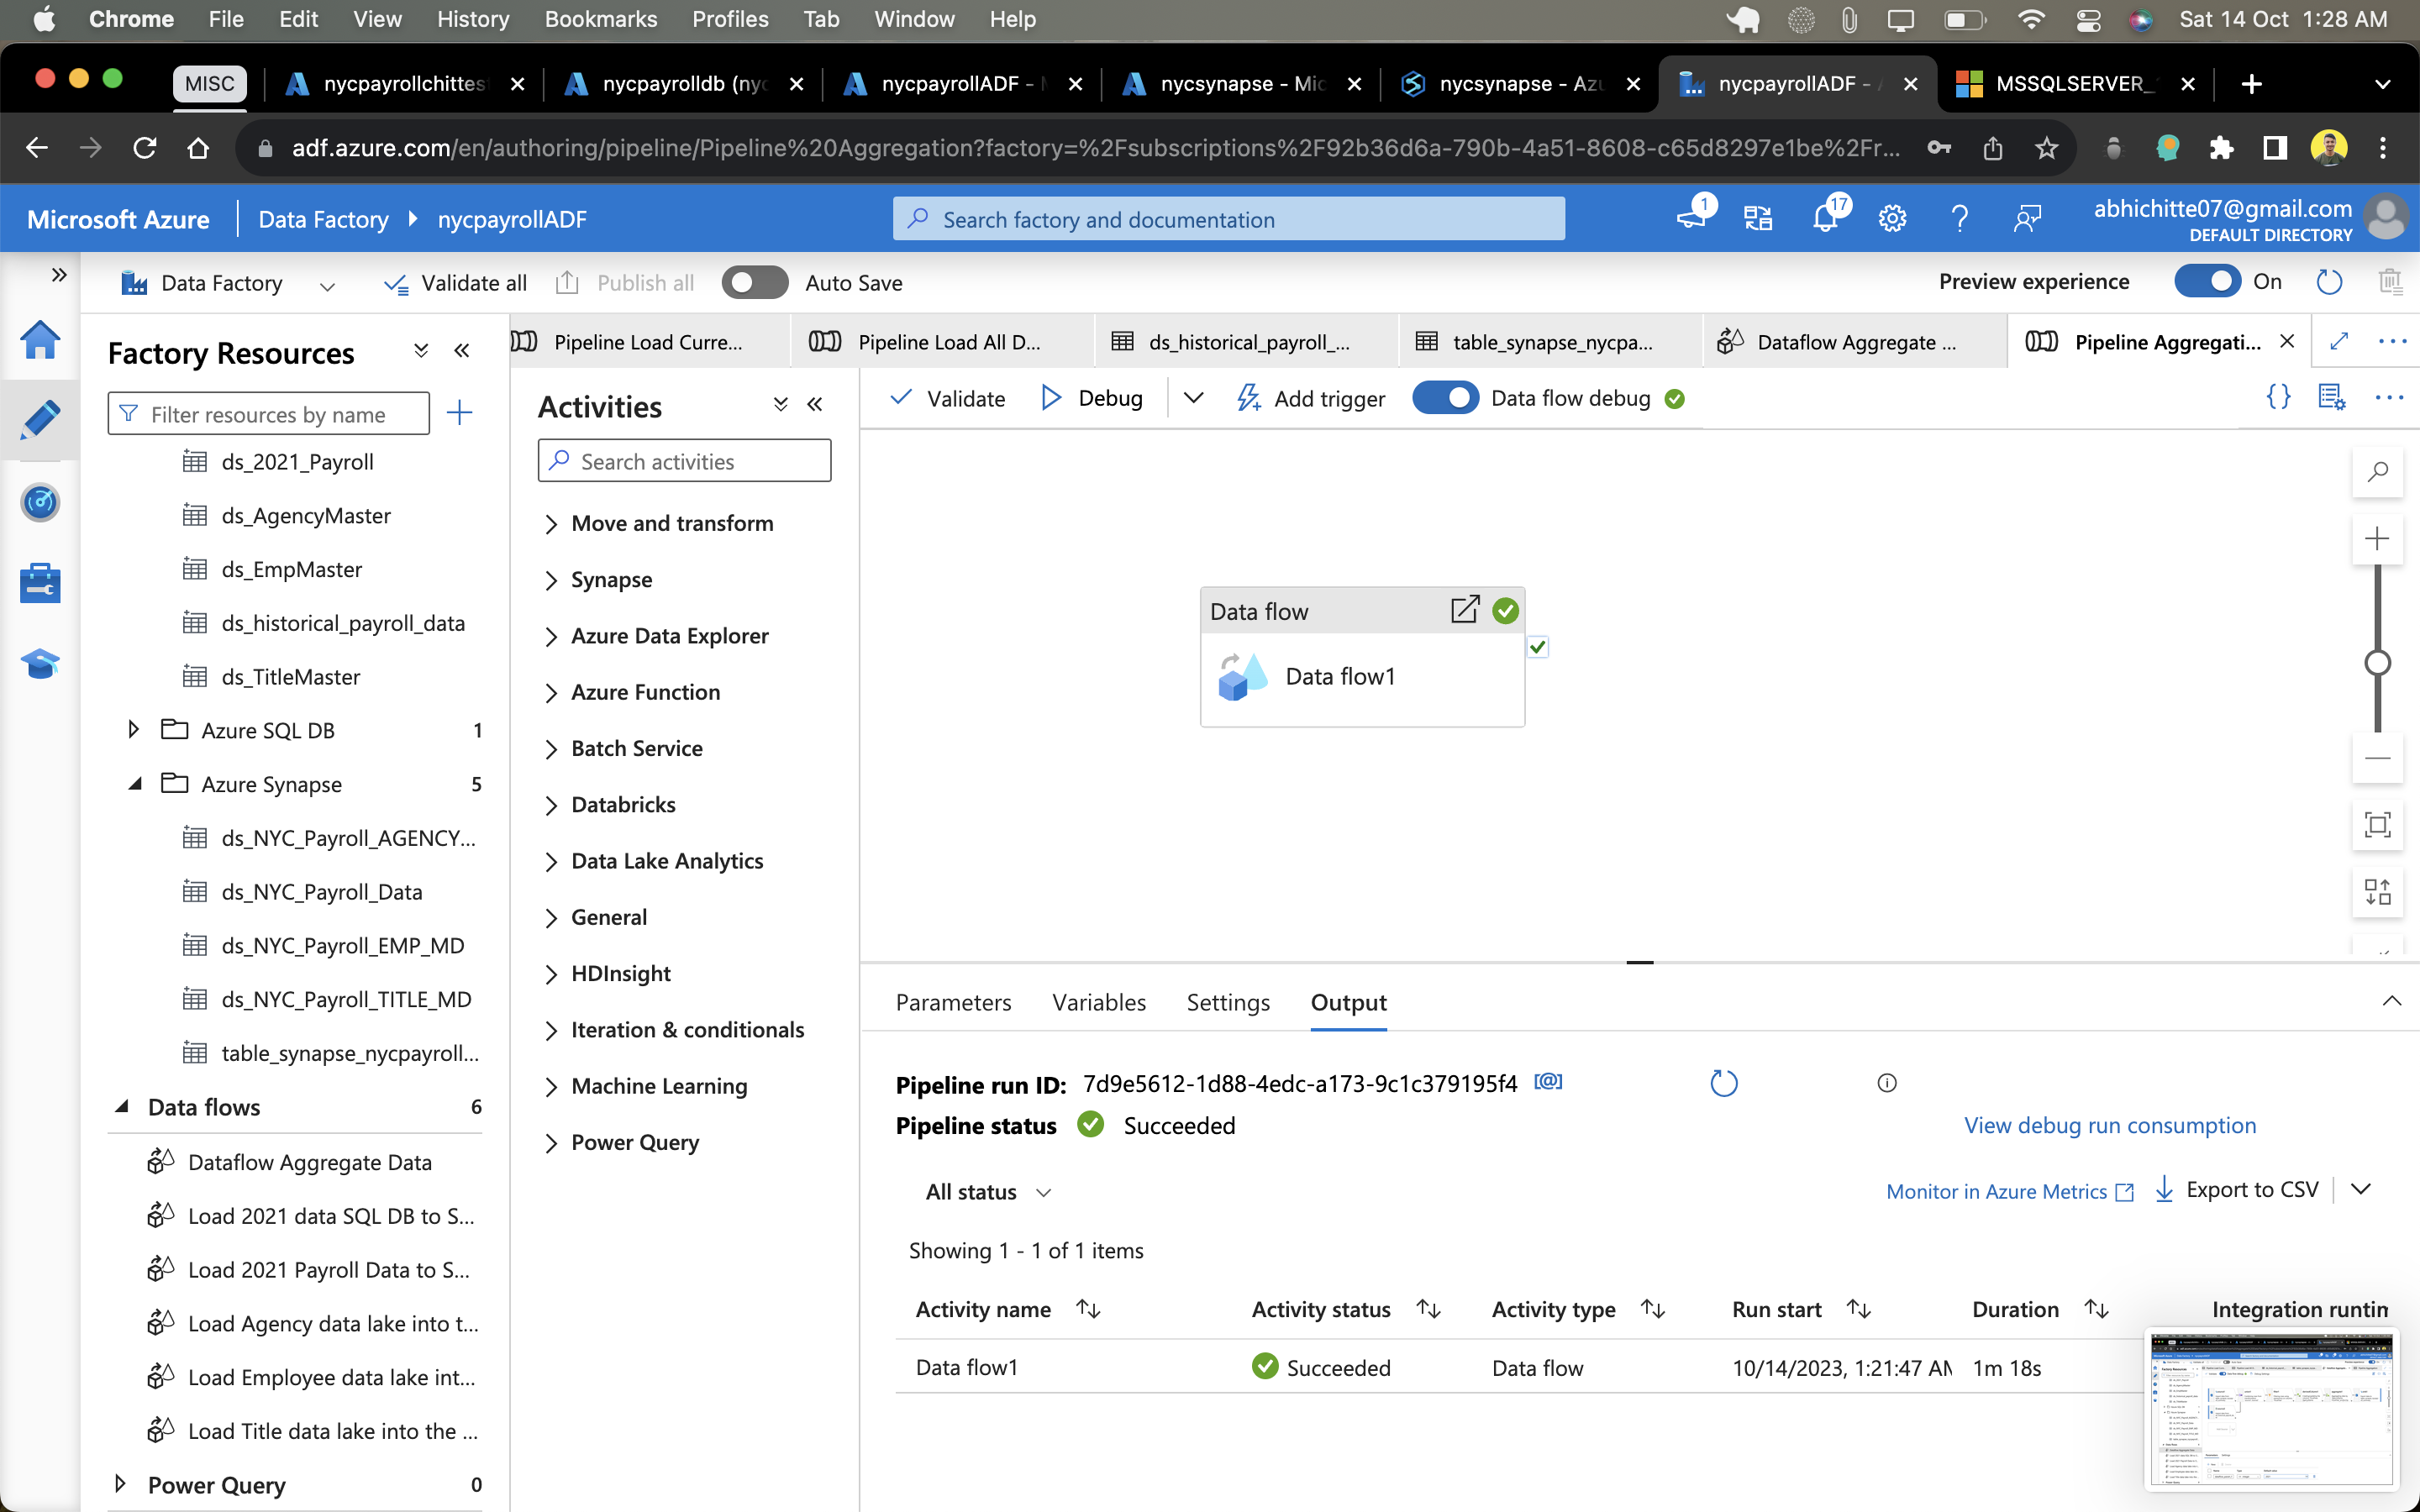 Chrome File Edit View History Bookmarks Profiles Tab Window Help Sat 14 Oct 1:28 AM
MISC nycpayrollchittes nycpayrolldb (nyc nycpayrollADF - M nycsynapse - Mic nycsynapse - Azu nycpayrollADF - A MSSQLSERVER_
adf.azure.com/en/authoring/pipeline/Pipeline%20Aggregation?factory=%2Fsubscriptions%2F92b36d6a-790b-4a51-8608-c65d8297e1be%2Fr...
Microsoft Azure Data Factory nycpayrollADF Search factory and documentation 1 17 abhichitte07@gmail.com
DEFAULT DIRECTORY
Data Factory Validate all Publish all Auto Save Preview experience On
Factory Resources
Filter resources by name
ds_2021_Payroll
ds_AgencyMaster
ds_EmpMaster
ds_historical_payroll_data
ds_TitleMaster
Azure SQL DB 1
Azure Synapse 5
ds_NYC_Payroll_AGENCY...
ds_NYC_Payroll_Data
ds_NYC_Payroll_EMP_MD
ds_NYC_Payroll_TITLE_MD
table_synapse_nycpayroll...
Data flows 6
Dataflow Aggregate Data
Load 2021 data SQL DB to S...
Load 2021 Payroll Data to S...
Load Agency data lake into t...
Load Employee data lake int...
Load Title data lake into the ...
Power Query 0
Pipeline Load Curre... Pipeline Load All D... ds_historical_payroll_... table_synapse_nycpa... Dataflow Aggregate ... Pipeline Aggregati...
Activities
Search activities
Move and transform
Synapse
Azure Data Explorer
Azure Function
Batch Service
Databricks
Data Lake Analytics
General
HDInsight
Iteration & conditionals
Machine Learning
Power Query
Validate Debug Add trigger Data flow debug
Data flow
Data flow1
Parameters Variables Settings Output
Pipeline run ID: 7d9e5612-1d88-4edc-a173-9c1c379195f4
Pipeline status Succeeded
View debug run consumption
All status Monitor in Azure Metrics Export to CSV
Showing 1 - 1 of 1 items
Activity name Activity status Activity type Run start Duration Integration runtin
Data flow1 Succeeded Data flow 10/14/2023, 1:21:47 AM 1m 18s